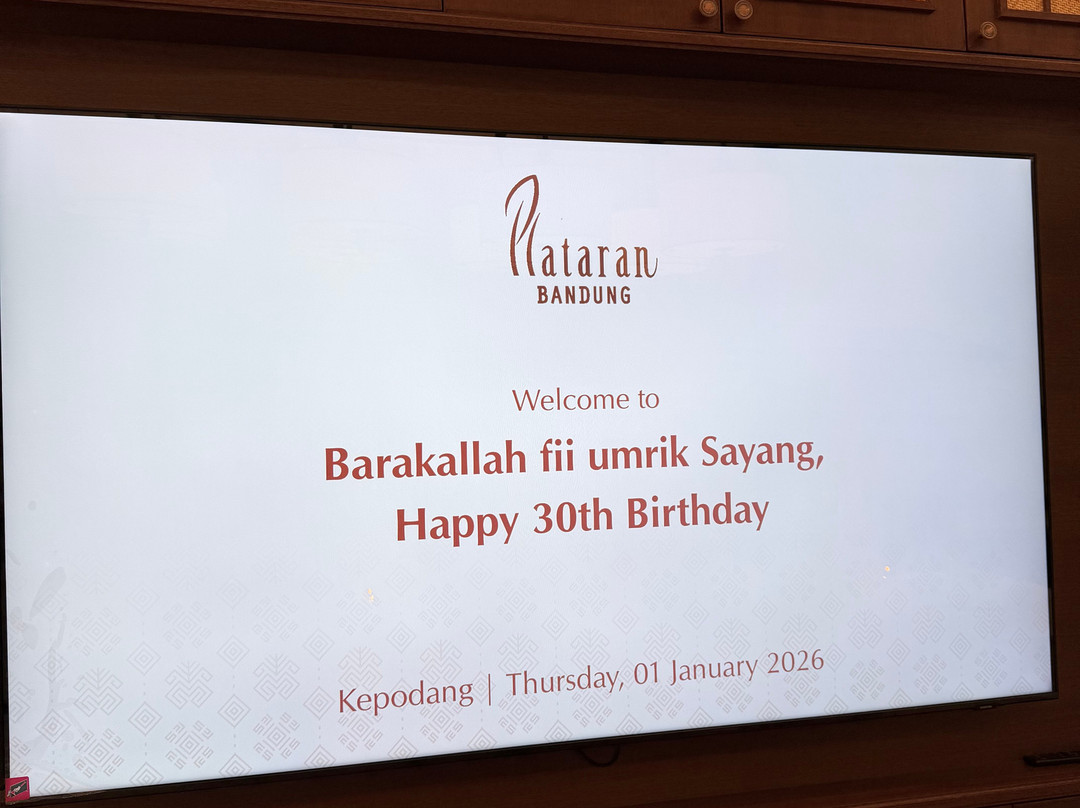 Plataran
BANDUNG
Welcome to
Barakallah fii umrik Sayang,
Happy 30th Birthday
Kepodang | Thursday, 01 January 2026